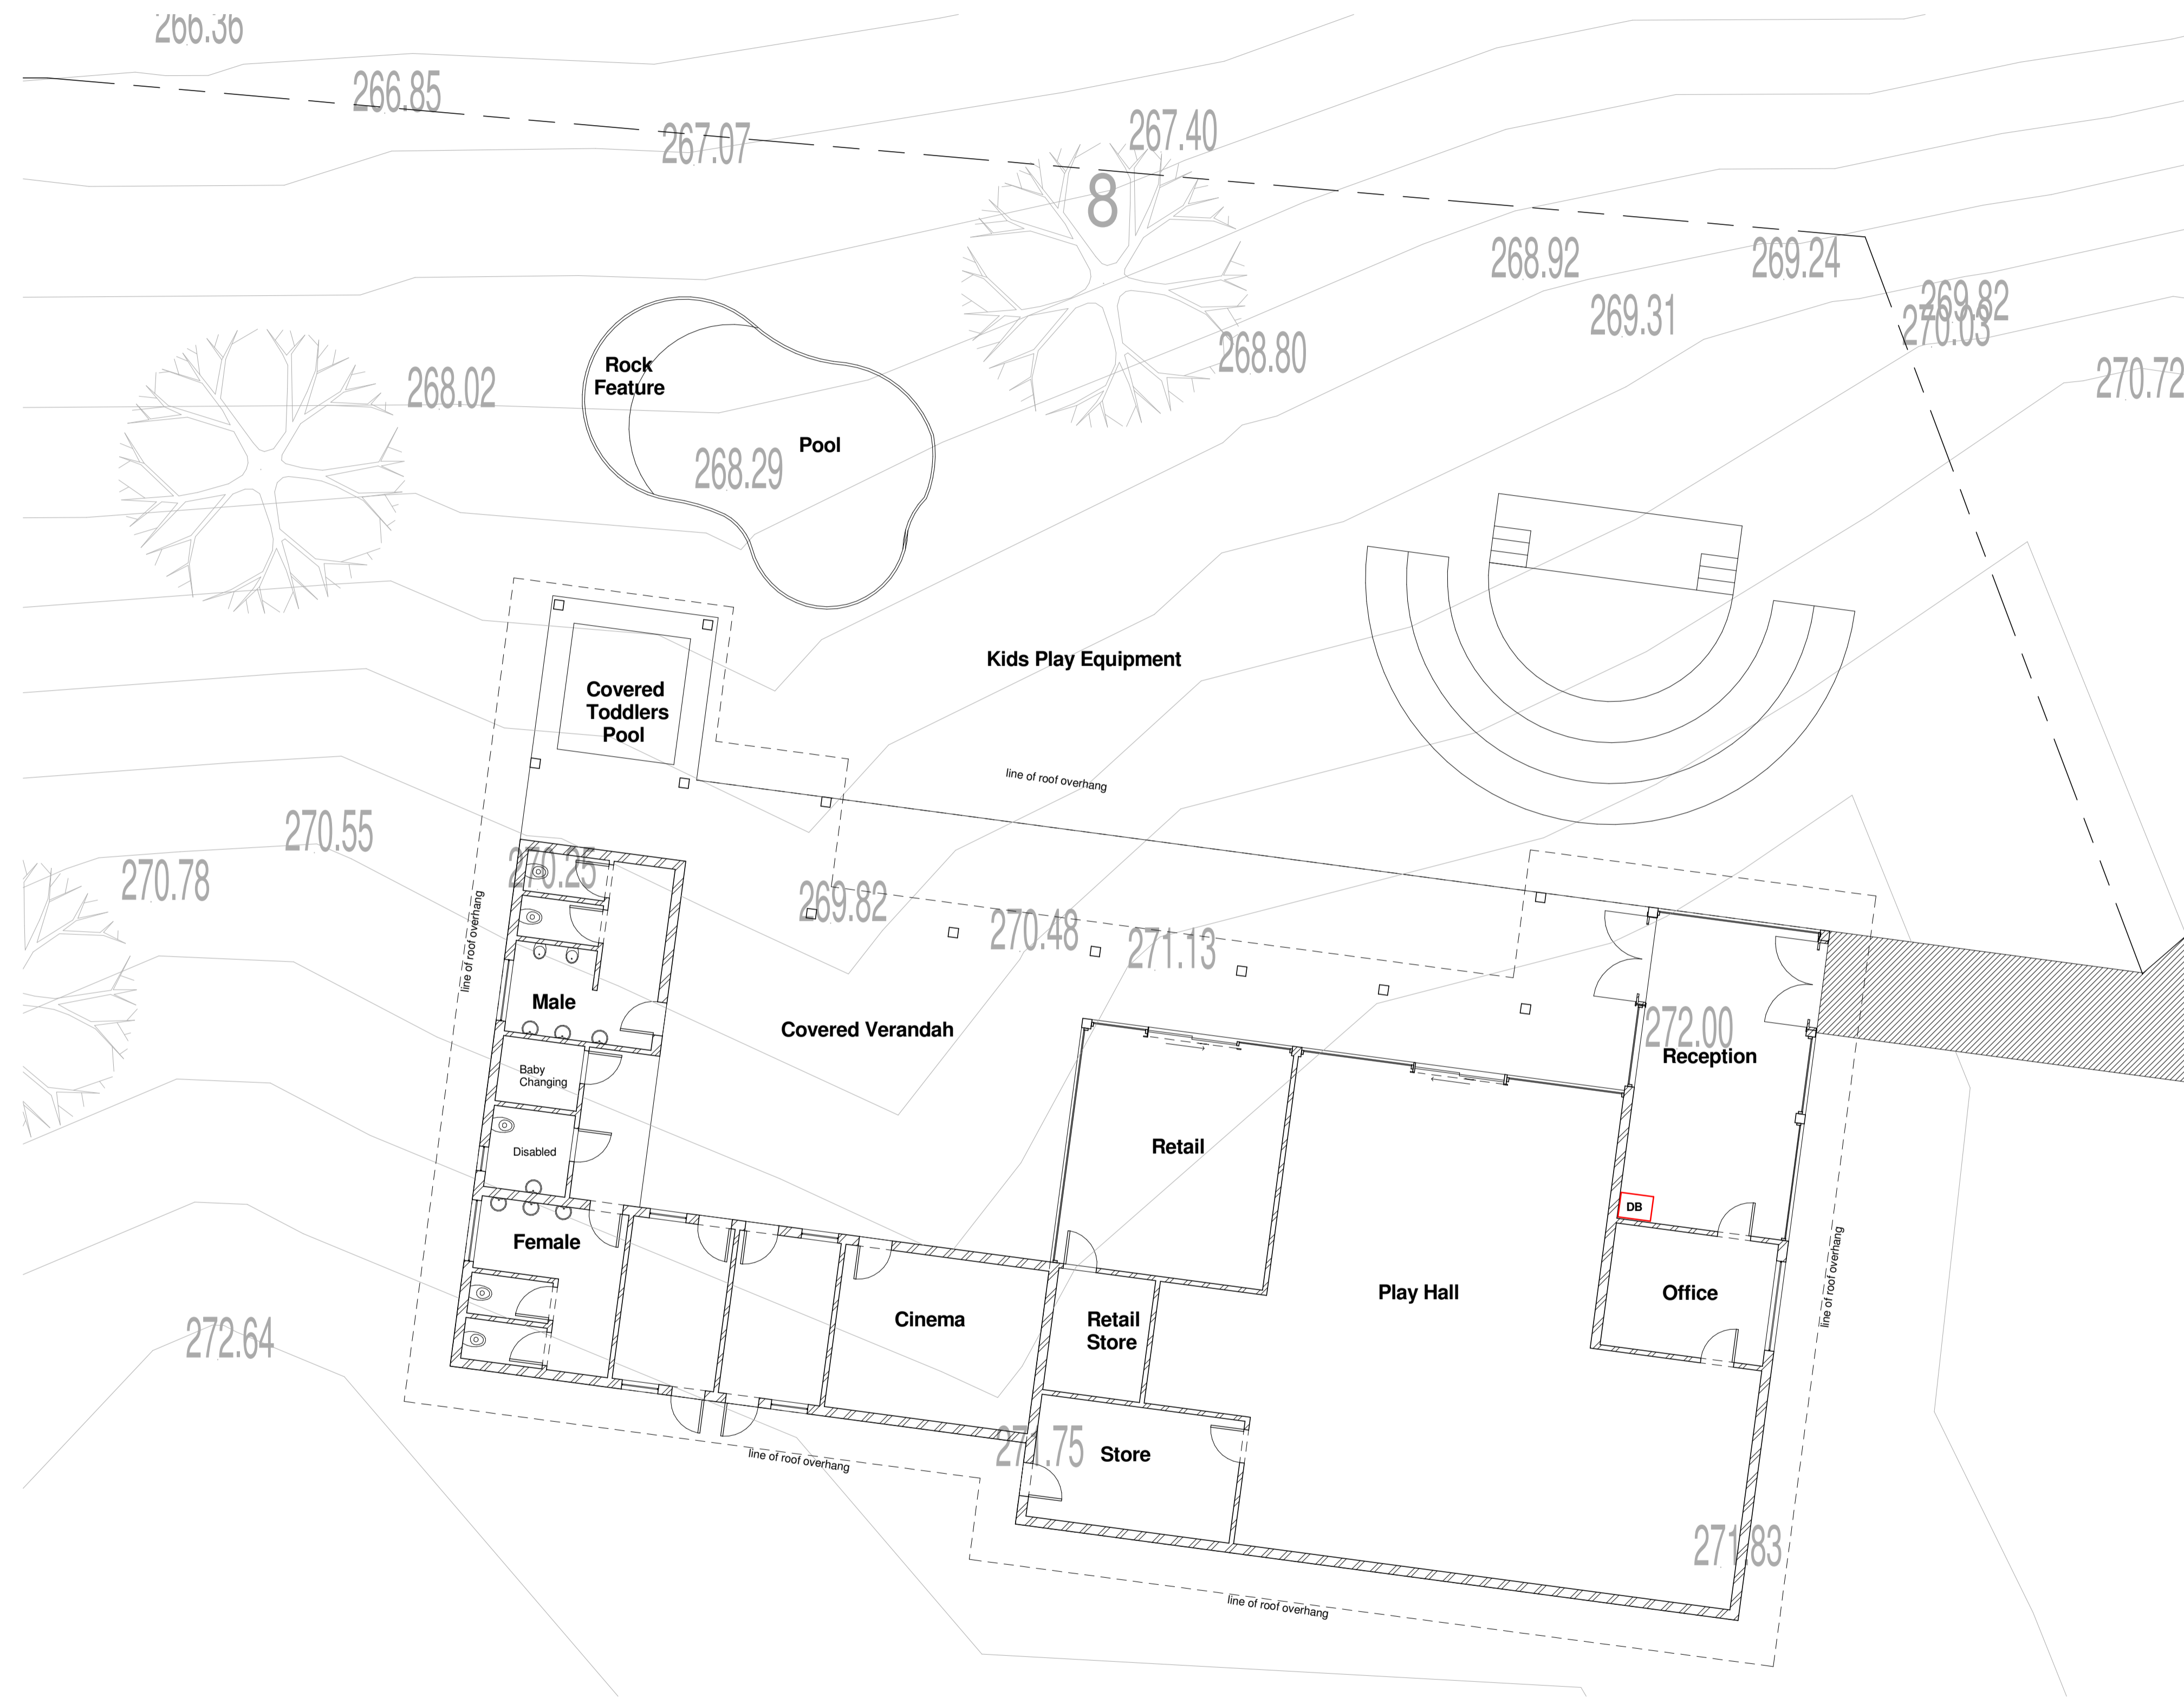 266.36
266.85
267.07
267.40
8
268.92
269.24
269.82
270.03
269.31
268.80
270.72
Rock
Feature
268.02
Pool
268.29
Kids Play Equipment
Covered
Toddlers
Pool
line of roof overhang
270.55
270.78
270.25
269.82
270.48
271.13
line of roof overhang
Male
Covered Verandah
272.00
Reception
Baby
Changing
Disabled
Retail
DB
Female
Play Hall
Office
line of roof overhang
Cinema
Retail
Store
272.64
271.75
Store
line of roof overhang
271.83
line of roof overhang